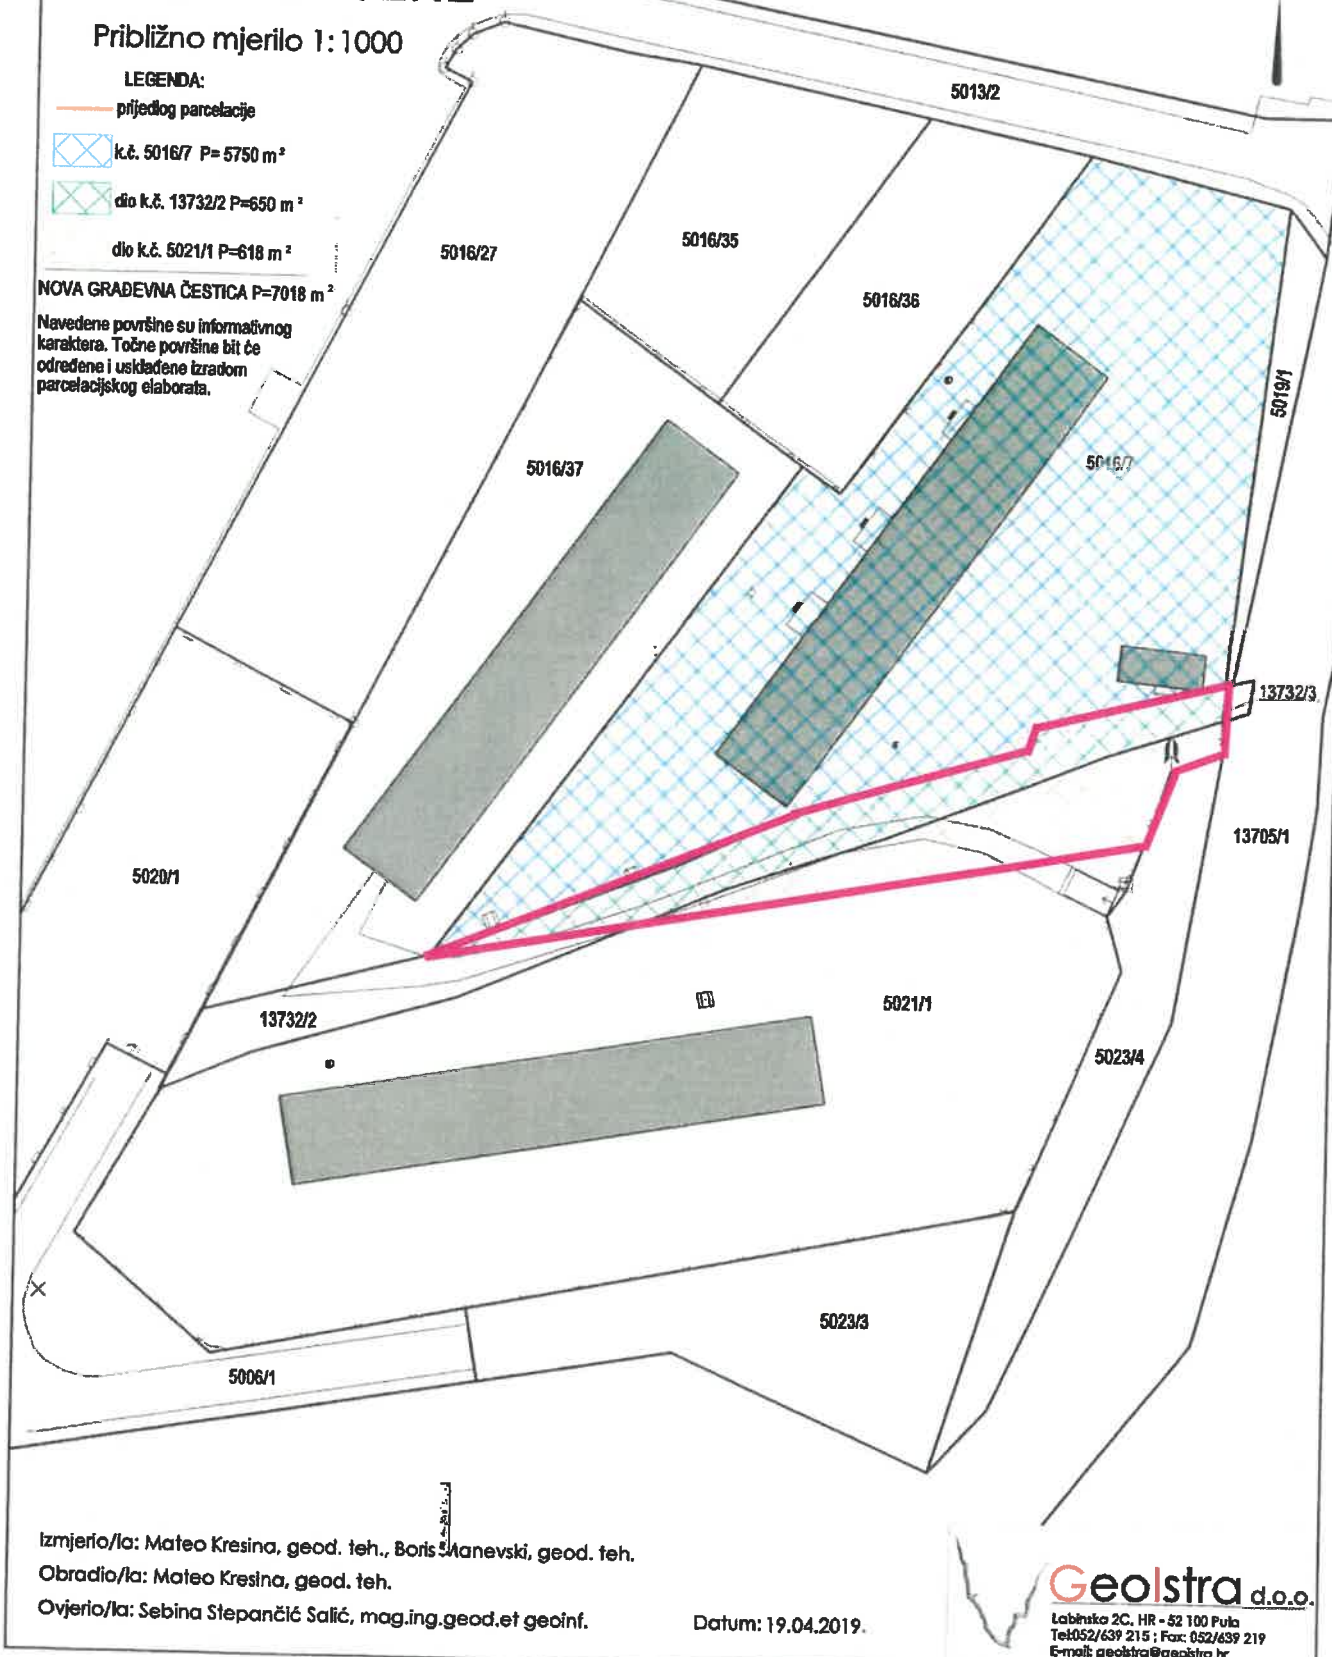 Približno mjerilo 1:1000
LEGENDA:
prijedlog parcelacije
k.č. 5016/7 P= 5750 m²
dio k.č. 13732/2 P=650 m²
dio k.č. 5021/1 P=618 m²
NOVA GRAĐEVNA ČESTICA P=7018 m²
Navedene površine su informativnog
karaktera. Točne površine bit će
određene i usklađene izradom
parcelacijskog elaborata.
5013/2
5016/27
5016/35
5016/36
5019/1
5016/37
5016/7
13732/3
13705/1
5020/1
13732/2
5021/1
5023/4
5023/3
5006/1
Izmjerio/la: Mateo Kresina, geod. teh., Boris Manevski, geod. teh.
Obradio/la: Mateo Kresina, geod. teh.
Ovjerio/la: Sebina Stepančić Salić, mag.ing.geod.et geoinf.
Datum: 19.04.2019.
GeoIstra d.o.o.
Labinska 2C, HR - 52 100 Pula
Tel:052/639 215 ; Fax: 052/639 219
E-mail: geoistra@geoistra.hr